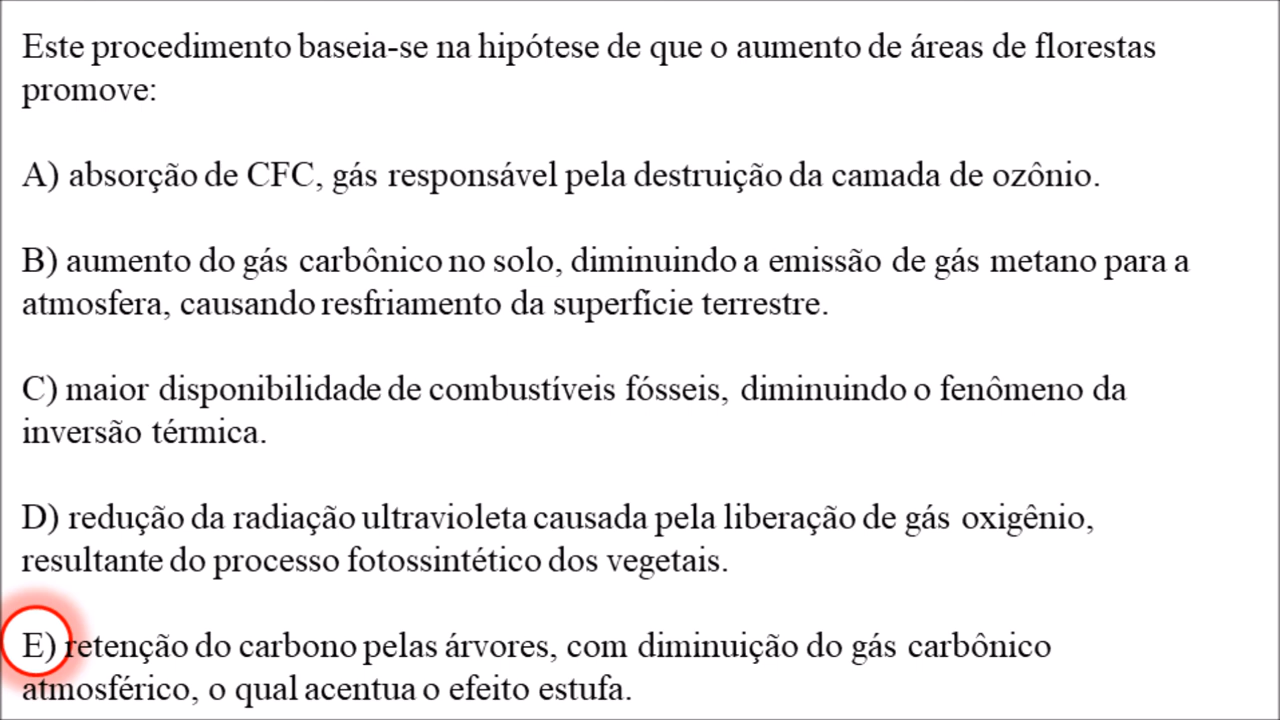 Este procedimento baseia-se na hipótese de que o aumento de áreas de florestas
promove:
A) absorção de CFC, gás responsável pela destruição da camada de ozônio.
B) aumento do gás carbônico no solo, diminuindo a emissão de gás metano para a
atmosfera, causando resfriamento da superfície terrestre.
C) maior disponibilidade de combustíveis fósseis, diminuindo o fenômeno da
inversão térmica.
D) redução da radiação ultravioleta causada pela liberação de gás oxigênio,
resultante do processo fotossintético dos vegetais.
E) retenção do carbono pelas árvores, com diminuição do gás carbônico
atmosférico, o qual acentua o efeito estufa.